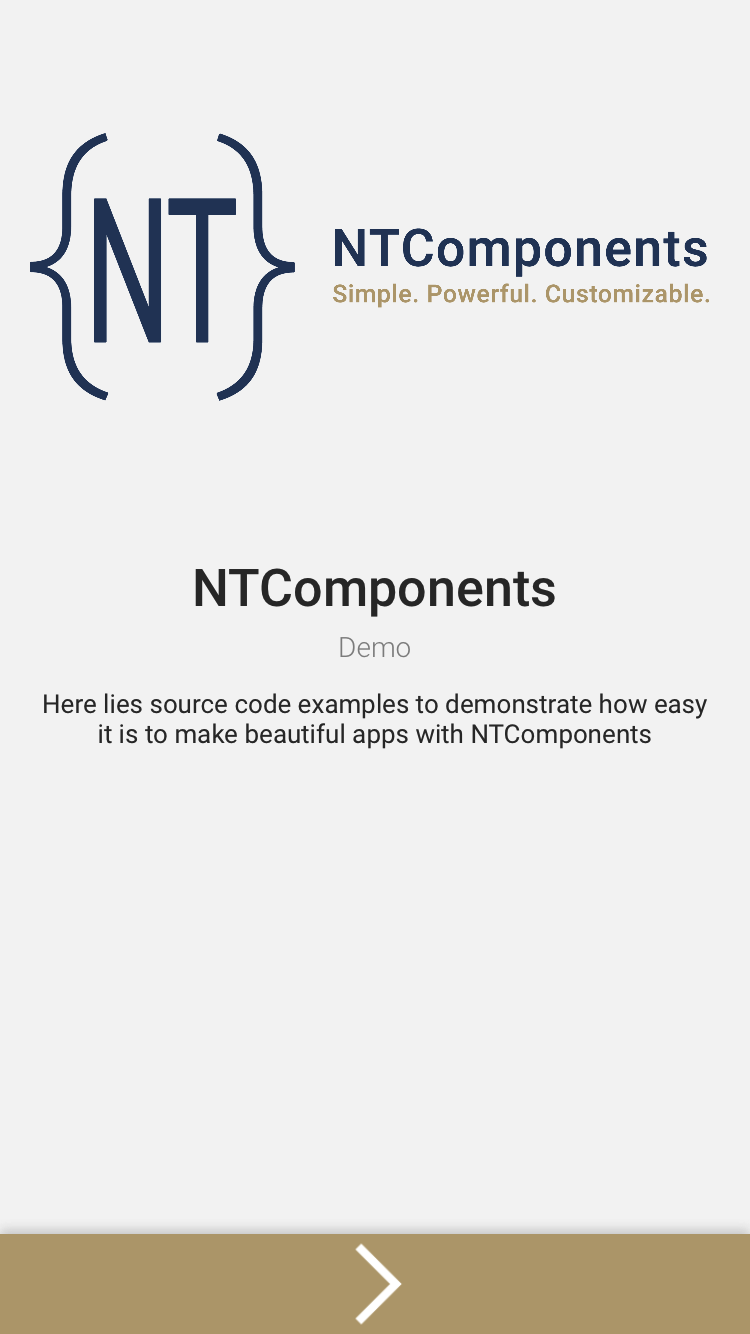 NT
NTComponents
Simple. Powerful. Customizable.
NTComponents
Demo
Here lies source code examples to demonstrate how easy
it is to make beautiful apps with NTComponents